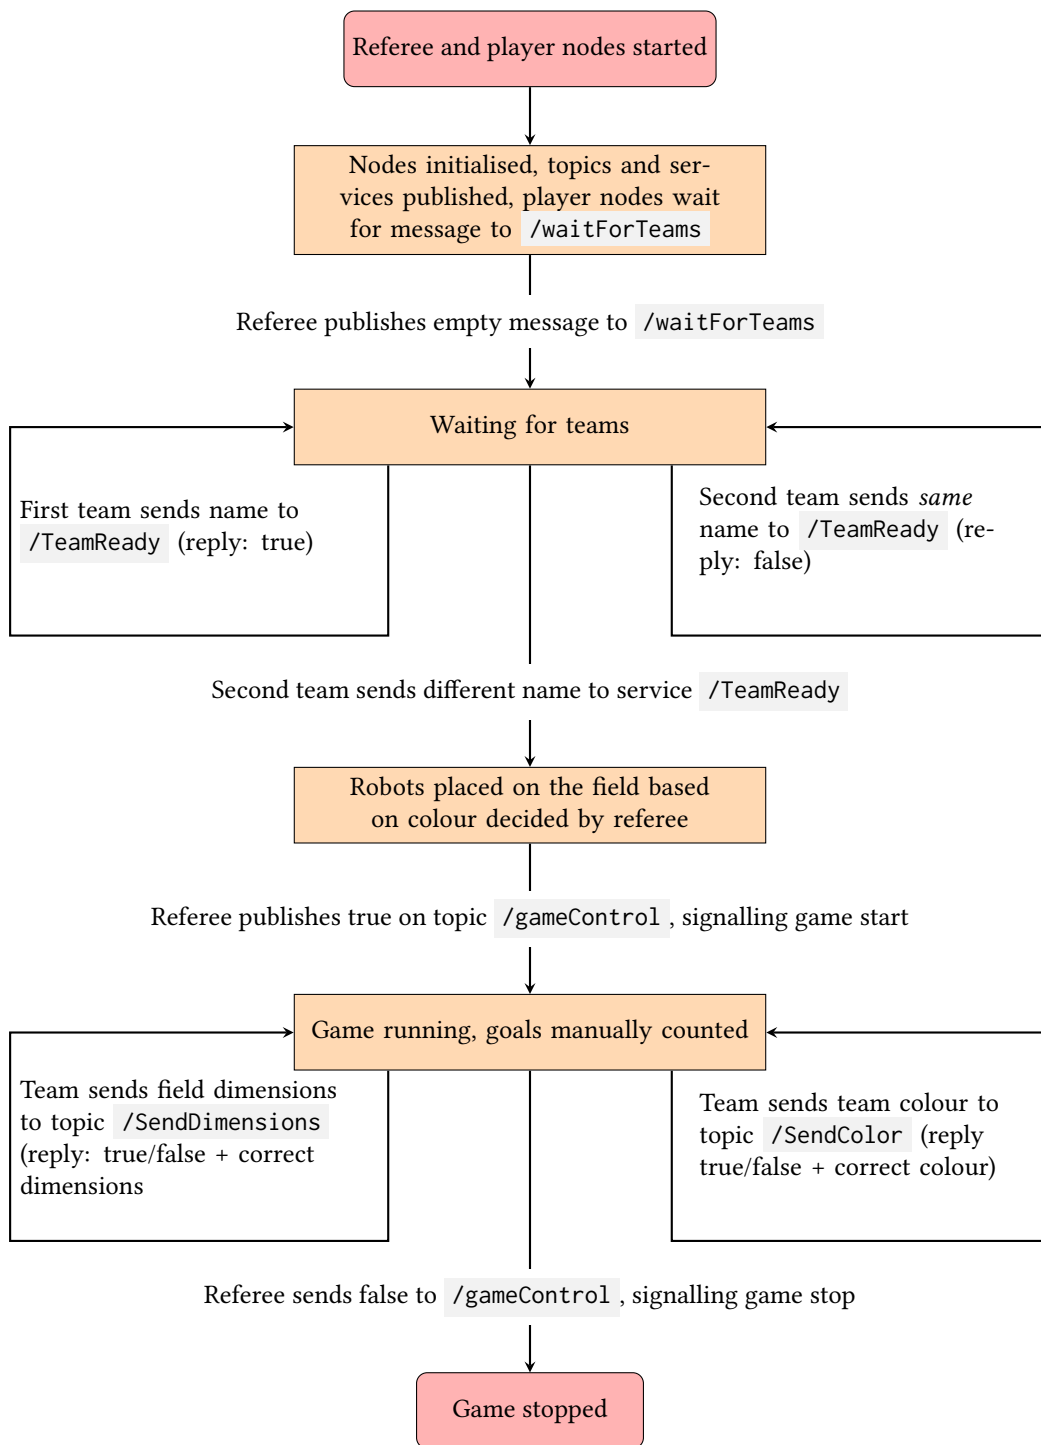 Referee and player nodes started
Nodes initialised, topics and ser-
vices published, player nodes wait
for message to /waitForTeams
Referee publishes empty message to /waitForTeams
Waiting for teams
First team sends name to
/TeamReady (reply: true)
Second team sends same
name to /TeamReady (re-
ply: false)
Second team sends different name to service /TeamReady
Robots placed on the field based
on colour decided by referee
Referee publishes true on topic /gameControl, signalling game start
Game running, goals manually counted
Team sends field dimensions
to topic /SendDimensions
(reply: true/false + correct
dimensions
Team sends team colour to
topic /SendColor (reply
true/false + correct colour)
Referee sends false to /gameControl, signalling game stop
Game stopped